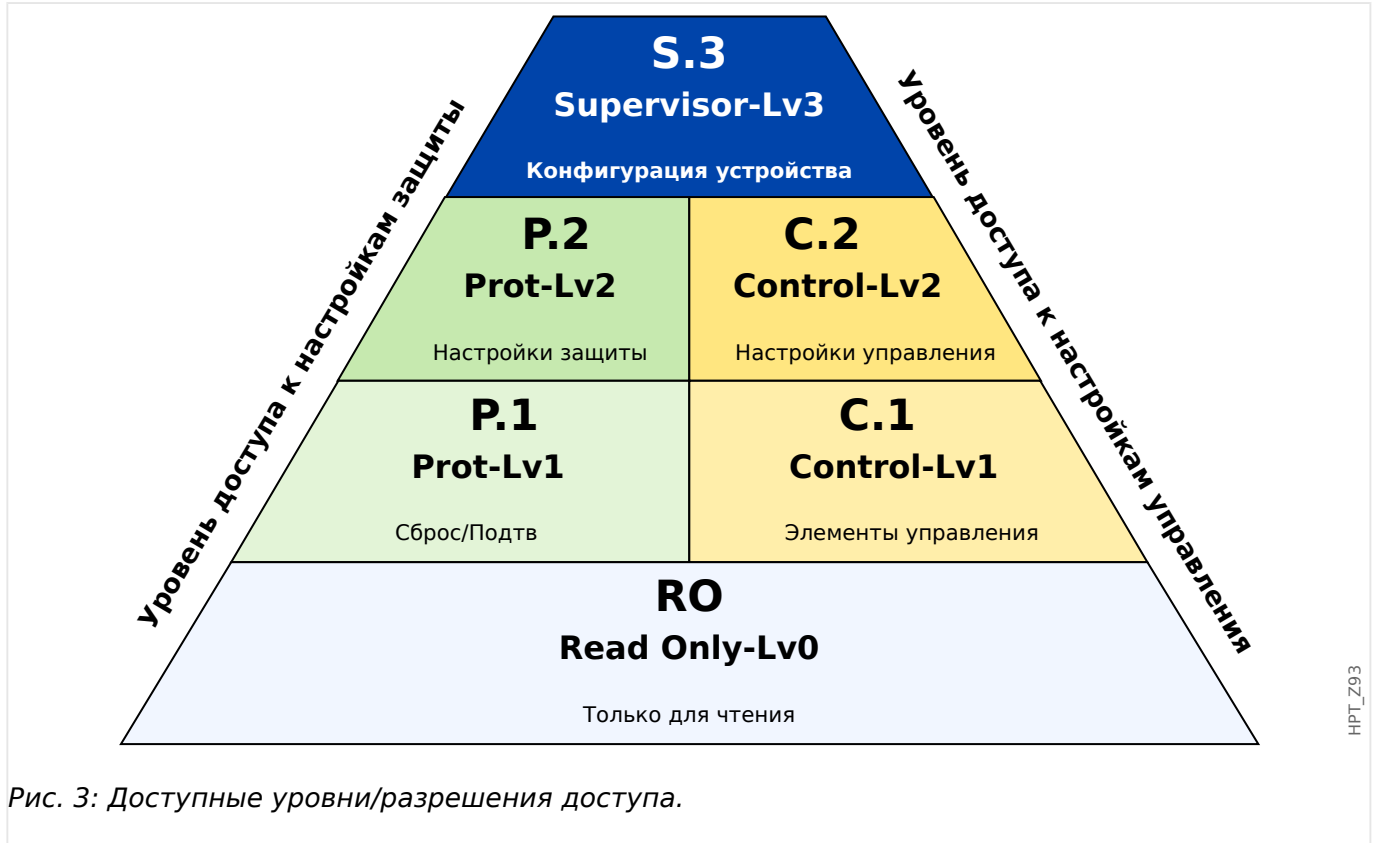 S.3
Supervisor-Lv3
Конфигурация устройства
Уровень доступа к настройкам защиты
Уровень доступа к настройкам управления
P.2
Prot-Lv2
Настройки защиты
C.2
Control-Lv2
Настройки управления
P.1
Prot-Lv1
Сброс/Подтв
C.1
Control-Lv1
Элементы управления
RO
Read Only-Lv0
Только для чтения
HPT_Z93
Рис. 3: Доступные уровни/разрешения доступа.